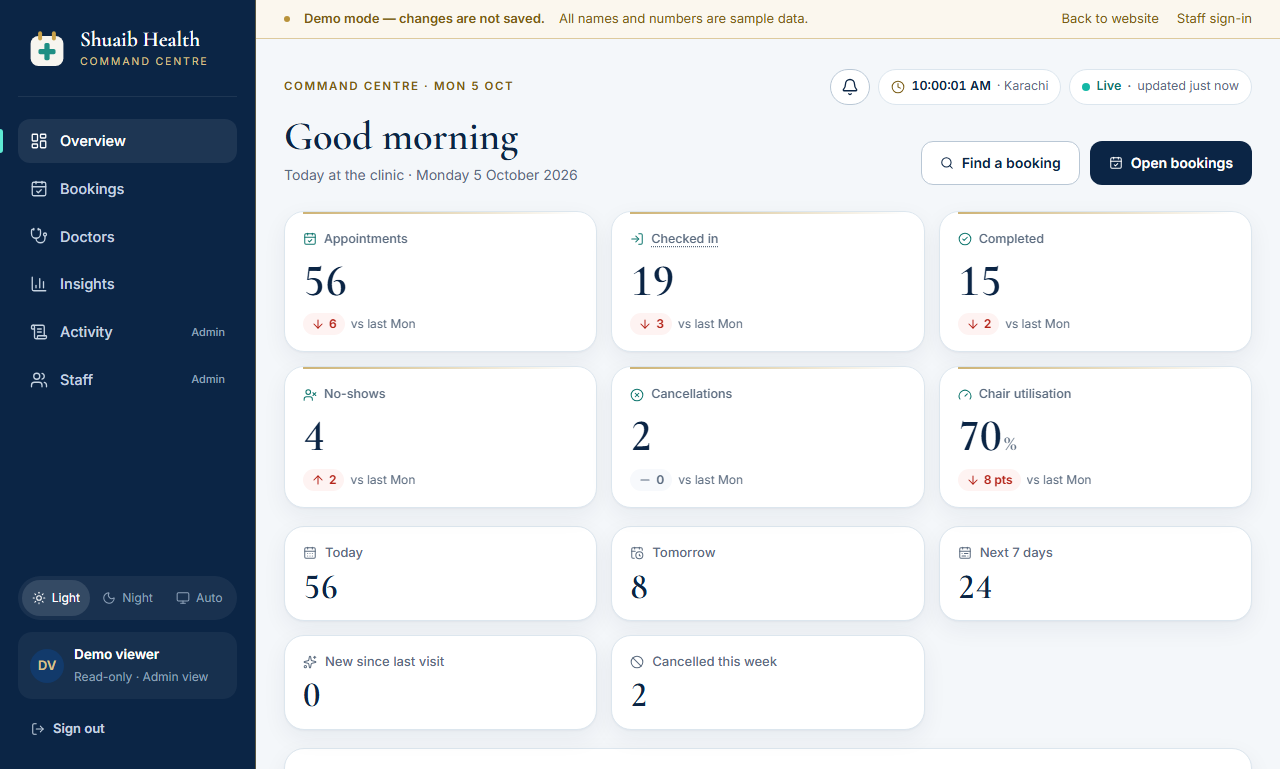 Shuaib Health
COMMAND CENTRE
Overview
Bookings
Doctors
Insights
Activity Admin
Staff Admin
Light Night Auto
DV
Demo viewer
Read-only · Admin view
Sign out
Demo mode — changes are not saved. All names and numbers are sample data.
Back to website Staff sign-in
COMMAND CENTRE · MON 5 OCT
10:00:01 AM · Karachi
Live · updated just now
Good morning
Today at the clinic · Monday 5 October 2026
Find a booking
Open bookings
Appointments
56
↓ 6 vs last Mon
Checked in
19
↓ 3 vs last Mon
Completed
15
↓ 2 vs last Mon
No-shows
4
↑ 2 vs last Mon
Cancellations
2
— 0 vs last Mon
Chair utilisation
70%
↓ 8 pts vs last Mon
Today
56
Tomorrow
8
Next 7 days
24
New since last visit
0
Cancelled this week
2